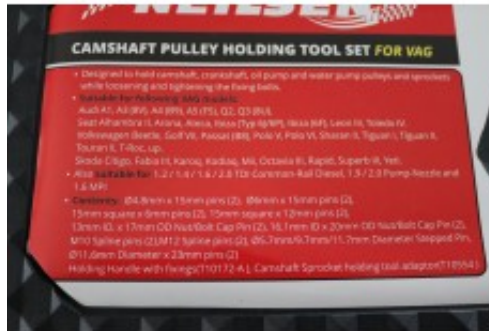 NEILSEN
CAMSHAFT PULLEY HOLDING TOOL SET FOR VAG
• Designed to hold camshaft, crankshaft, oil pump and water pump pulleys and sprockets
while loosening and tightening the fixing bolts.
• Suitable for following VAG models:
Audi A1, A3 (8V), A4 (B9), A5 (F5), Q2, Q3 (8U),
Seat Alhambra II, Arona, Ateca, Ibiza (Typ 6J/6P), Ibiza (6F), Leon III, Toledo IV,
Volkswagen Beetle, Golf VII, Passat (B8), Polo V, Polo VI, Sharan II, Tiguan I, Tiguan II,
Touran II, T-Roc, up.
Skoda Citigo, Fabia III, Karoq, Kodiaq, Octavia III, Rapid, Superb III, Yeti.
• Also suitable for 1.2 / 1.4 / 1.6 / 2.0 TDI Common-Rail Diesel, 1.9 / 2.0 Pump-Nozzle and
1.6 MPI
• Contents: Ø4.8mm x 15mm pins (2), Ø6mm x 15mm pins (2),
15mm square x 6mm pins (2), 15mm square x 12mm pins (2),
13mm ID. x 17mm OD Nut/Bolt Cap Pin (2), 16.1mm ID x 20mm OD Nut/Bolt Cap Pin (2),
M10 Spline pins (2),M12 Spline pins (2), Ø5.7mm/9.7mm/11.7mm Diameter Stepped Pin,
Ø11.6mm Diameter x 23mm pins (2)
Holding Handle with fixings(T10172-A ), Camshaft Sprocket holding tool adaptor(T10554)